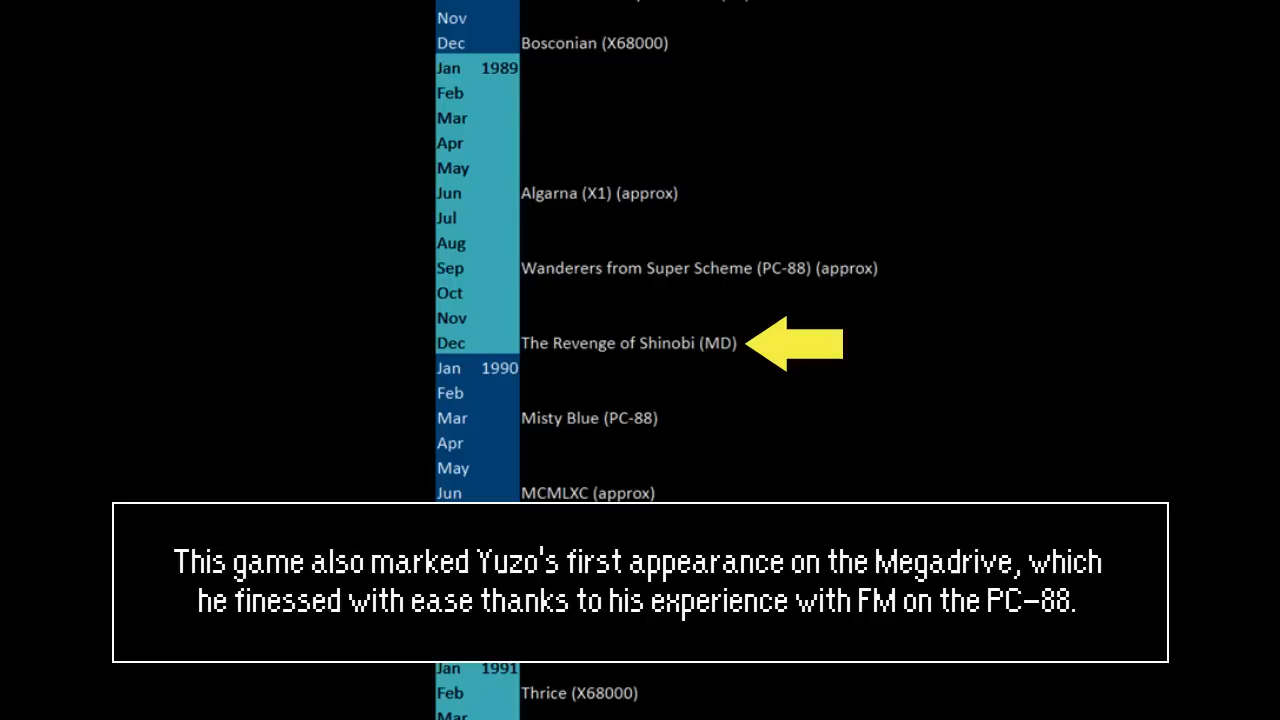 Nov
Dec Bosconian (X68000)
Jan 1989
Feb
Mar
Apr
May
Jun Algarna (X1) (approx)
Jul
Aug
Sep Wanderers from Super Scheme (PC-88) (approx)
Oct
Nov
Dec The Revenge of Shinobi (MD)
Jan 1990
Feb
Mar Misty Blue (PC-88)
Apr
May
Jun MCMLXC (approx)
This game also marked Yuzo's first appearance on the Megadrive, which
he finessed with ease thanks to his experience with FM on the PC-88.
Jan 1991
Feb Thrice (X68000)
Mar